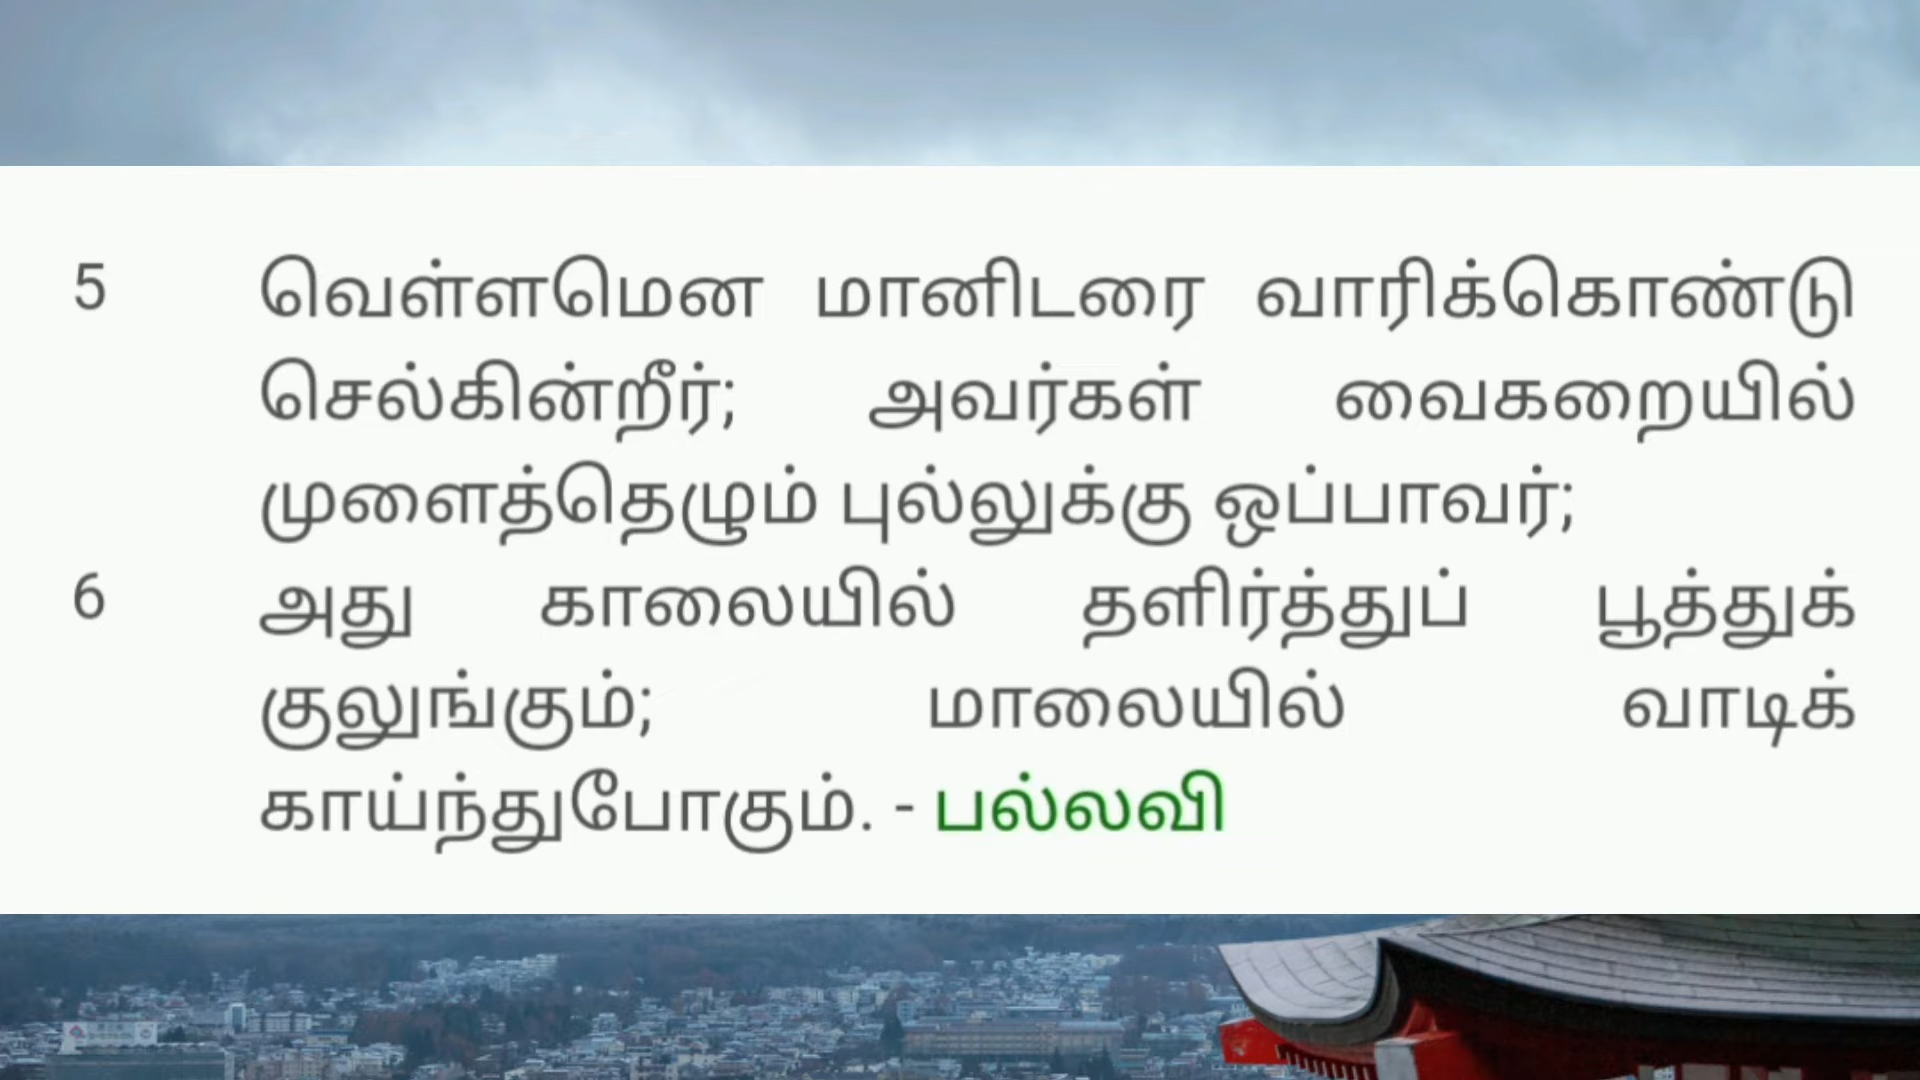 5 வெள்ளமென மானிடரை வாரிக்கொண்டு
செல்கின்றீர்; அவர்கள் வைகறையில்
முளைத்தெழும் புல்லுக்கு ஒப்பாவர்;
6 அது காலையில் தளிர்த்துப் பூத்துக்
குலுங்கும்; மாலையில் வாடிக்
காய்ந்துபோகும். - பல்லவி